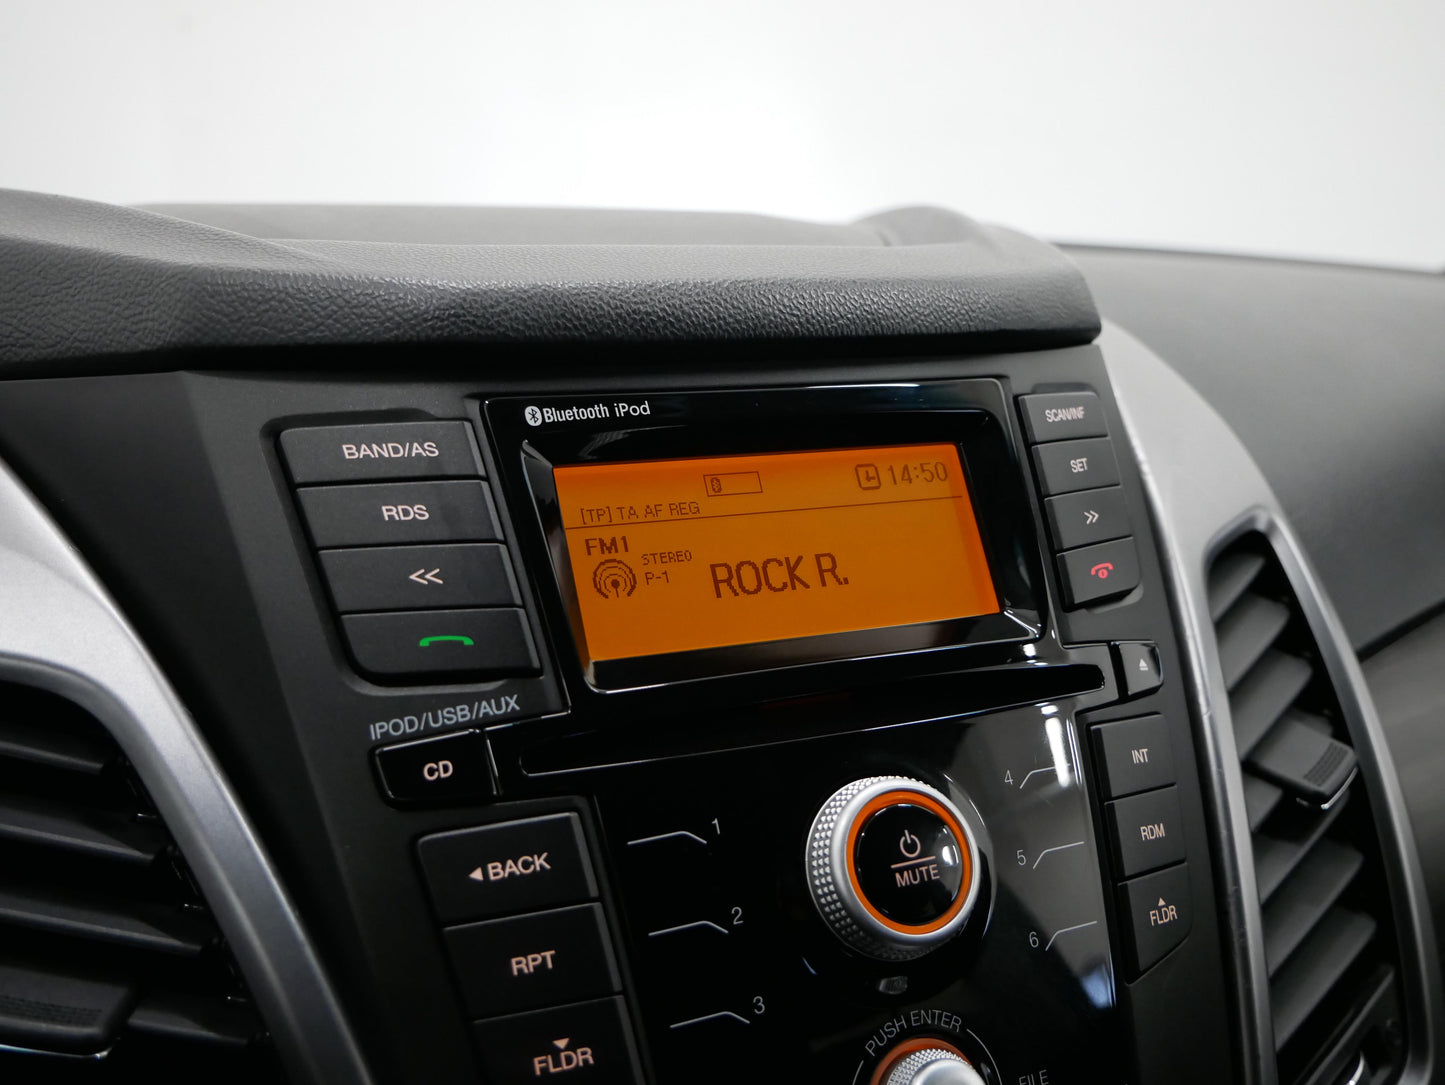 Bluetooth iPod
BAND/AS
RDS
<<
IPOD/USB/AUX
CD
◄BACK
RPT
FLDR
14:50
[TP] TA AF REG
FM1
STEREO
P-1
ROCK R.
SCAN/INF
SET
>>
INT
RDM
FLDR
1
2
3
4
5
6
MUTE
PUSH ENTER
FILE